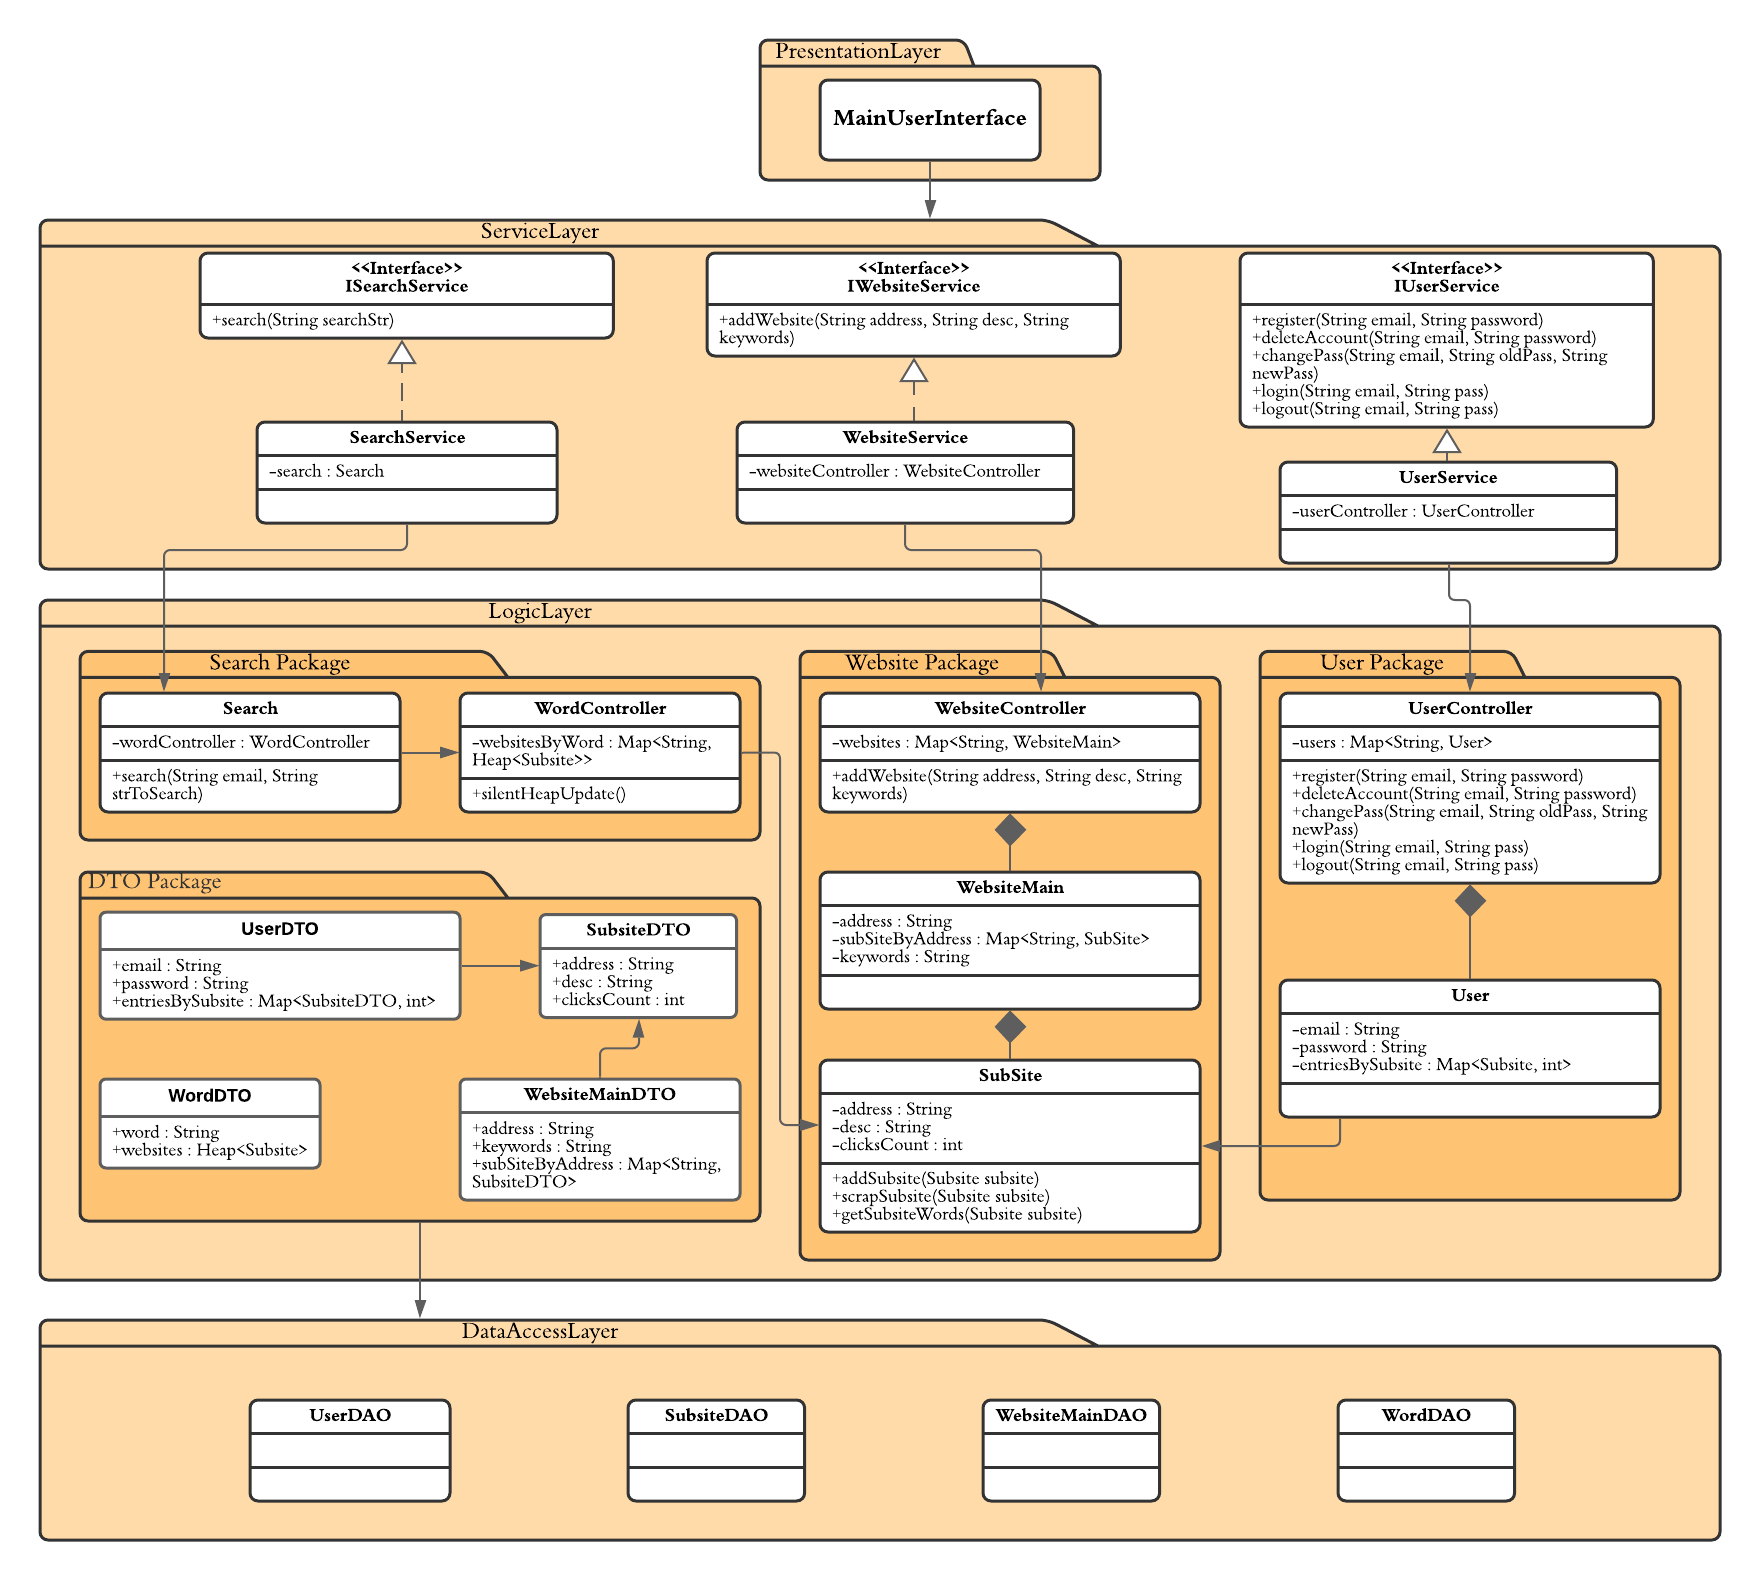 PresentationLayer
MainUserInterface
ServiceLayer
<<Interface>>
ISearchService
+search(String searchStr)
<<Interface>>
IWebsiteService
+addWebsite(String address, String desc, String
keywords)
<<Interface>>
IUserService
+register(String email, String password)
+deleteAccount(String email, String password)
+changePass(String email, String oldPass, String
newPass)
+login(String email, String pass)
+logout(String email, String pass)
SearchService
-search : Search
WebsiteService
-websiteController : WebsiteController
UserService
-userController : UserController
LogicLayer
Search Package
Search
-wordController : WordController
+search(String email, String
strToSearch)
WordController
-websitesByWord : Map<String,
Heap<Subsite>>
+silentHeapUpdate()
Website Package
WebsiteController
-websites : Map<String, WebsiteMain>
+addWebsite(String address, String desc, String
keywords)
WebsiteMain
-address : String
-subSiteByAddress : Map<String, SubSite>
-keywords : String
SubSite
-address : String
-desc : String
-clicksCount : int
+addSubsite(Subsite subsite)
+scrapSubsite(Subsite subsite)
+getSubsiteWords(Subsite subsite)
User Package
UserController
-users : Map<String, User>
+register(String email, String password)
+deleteAccount(String email, String password)
+changePass(String email, String oldPass, String
newPass)
+login(String email, String pass)
+logout(String email, String pass)
User
-email : String
-password : String
-entriesBySubsite : Map<Subsite, int>
DTO Package
UserDTO
+email : String
+password : String
+entriesBySubsite : Map<SubsiteDTO, int>
SubsiteDTO
+address : String
+desc : String
+clicksCount : int
WordDTO
+word : String
+websites : Heap<Subsite>
WebsiteMainDTO
+address : String
+keywords : String
+subSiteByAddress : Map<String,
SubsiteDTO>
DataAccessLayer
UserDAO
SubsiteDAO
WebsiteMainDAO
WordDAO